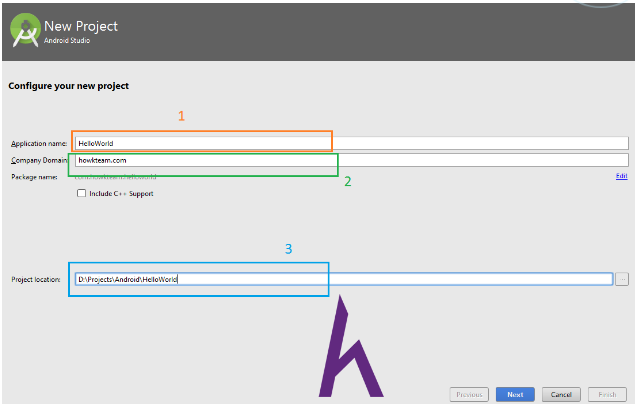 New Project
Android Studio
Configure your new project
1
Application name: HelloWorld
Company Domain: howkteam.com
2
Package name: com.howkteam.helloworld Edit
Include C++ Support
3
Project location: D:\Projects\Android\HelloWorld ...
Previous Next Cancel Finish